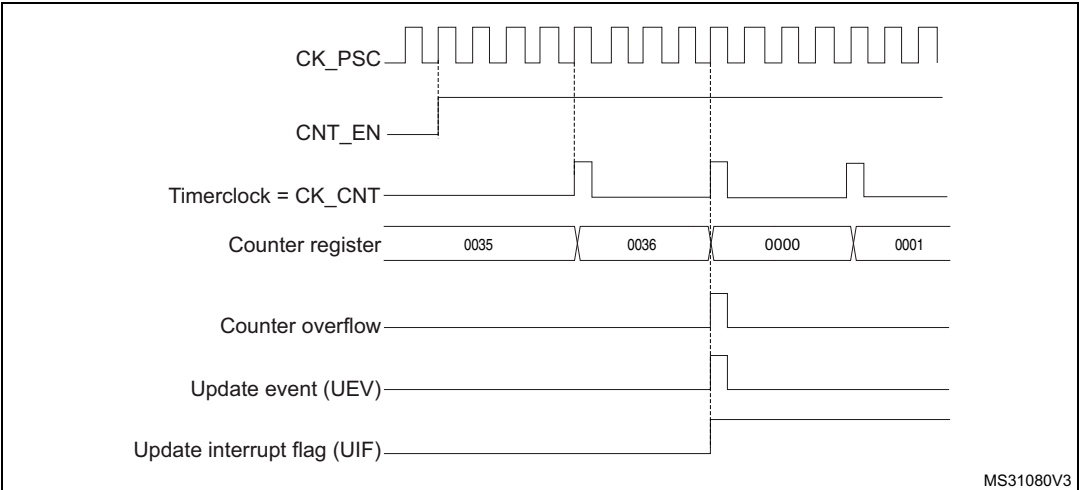 CK_PSC
CNT_EN
Timerclock = CK_CNT
Counter register 0035 0036 0000 0001
Counter overflow
Update event (UEV)
Update interrupt flag (UIF)
MS31080V3